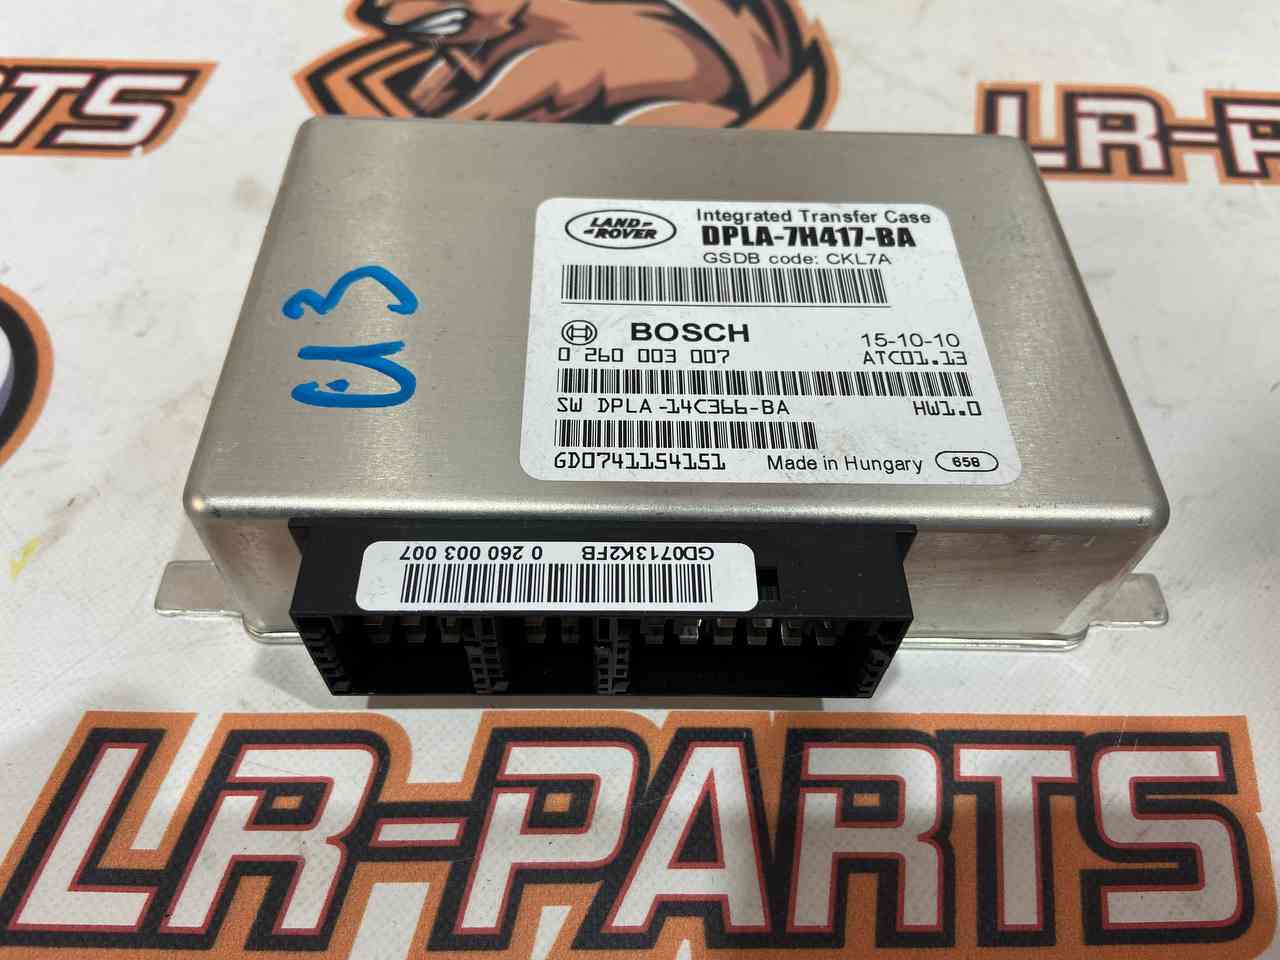 RTS
LR-P
LAND
ROVER
Integrated Transfer Case
DPLA-7H417-BA
GSDB code: CKL7A
BOSCH
15-10-10
0 260 003 007
ATC01.13
SW DPLA-14C366-BA
HW1.0
GD0741154151
Made in Hungary
658
GD0713K2FB
0 260 003 007
LR-PARTS